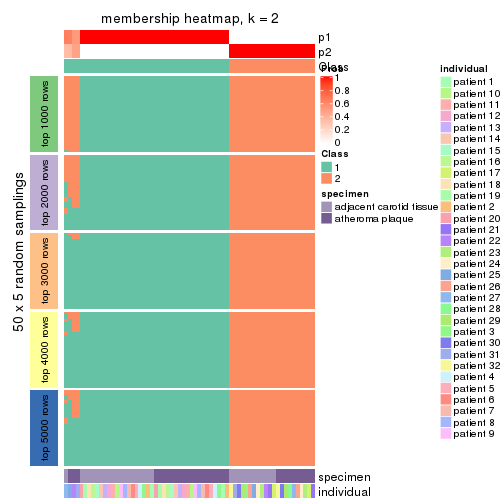 membership heatmap, k = 2
p1
p2
Class
Prob
1
0.8
0.6
0.4
0.2
0
Class
1
2
specimen
adjacent carotid tissue
atheroma plaque
individual
patient 1
patient 10
patient 11
patient 12
patient 13
patient 14
patient 15
patient 16
patient 17
patient 18
patient 19
patient 2
patient 20
patient 21
patient 22
patient 23
patient 24
patient 25
patient 26
patient 27
patient 28
patient 29
patient 3
patient 30
patient 31
patient 32
patient 4
patient 5
patient 6
patient 7
patient 8
patient 9
50 x 5 random samplings
top 1000 rows
top 2000 rows
top 3000 rows
top 4000 rows
top 5000 rows
specimen
individual